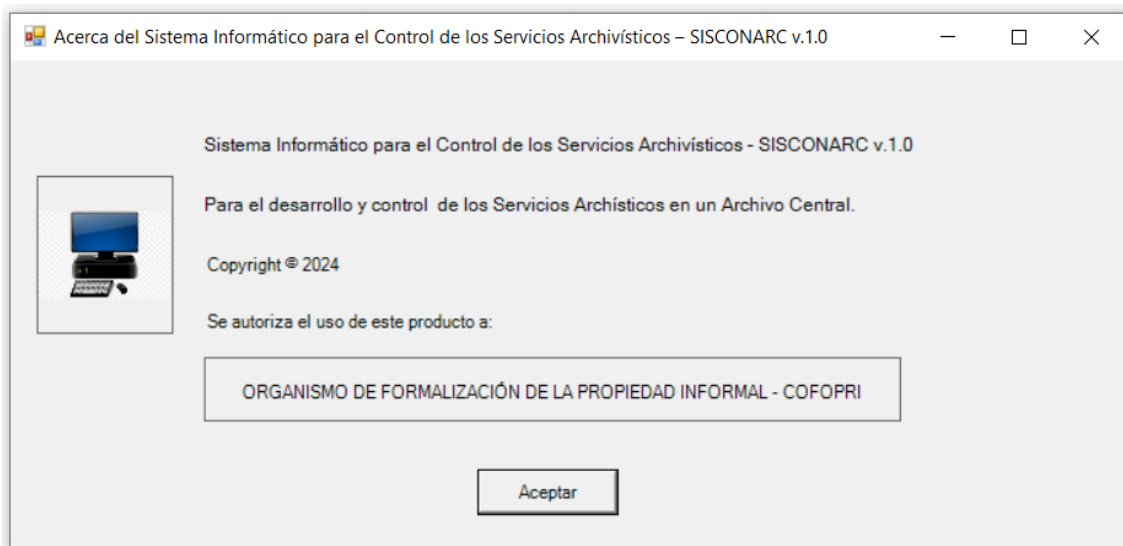 Acerca del Sistema Informático para el Control de los Servicios Archivísticos – SISCONARC v.1.0
Sistema Informático para el Control de los Servicios Archivísticos - SISCONARC v.1.0
Para el desarrollo y control  de los Servicios Archísticos en un Archivo Central.
Copyright © 2024
Se autoriza el uso de este producto a:
ORGANISMO DE FORMALIZACIÓN DE LA PROPIEDAD INFORMAL - COFOPRI
Aceptar